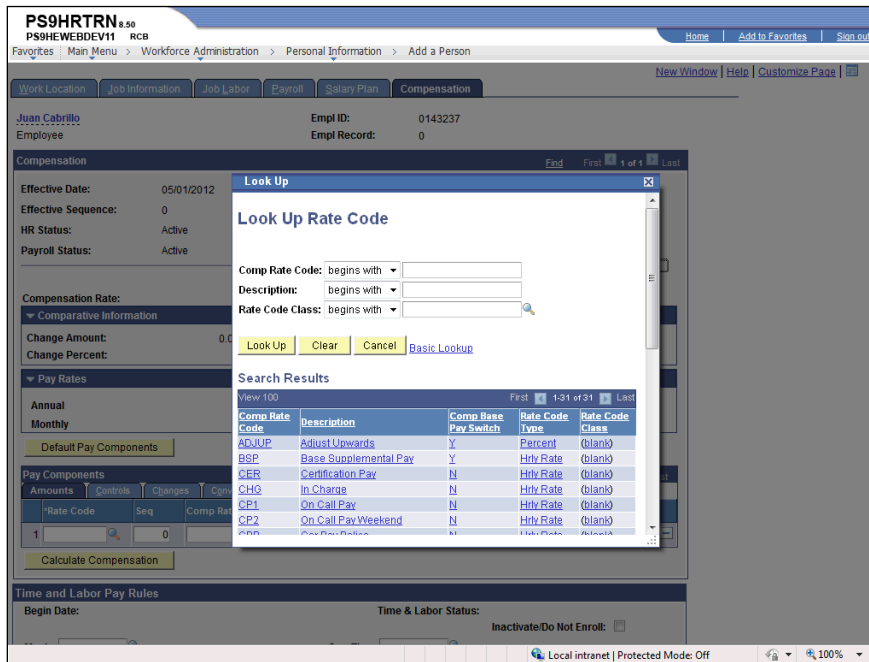 PS9HRTRN 8.50
PS9HEWEBDEV11 RCB
Home | Add to Favorites | Sign out
Favorites Main Menu > Workforce Administration > Personal Information > Add a Person
New Window | Help | Customize Page
Work Location Job Information Job Labor Payroll Salary Plan Compensation
Juan Cabrillo Empl ID: 0143237
Employee Empl Record: 0
Compensation Find First 1 of 1 Last
Effective Date: 05/01/2012
Effective Sequence: 0
HR Status: Active
Payroll Status: Active
Compensation Rate:
Comparative Information
Change Amount: 0.0
Change Percent:
Pay Rates
Annual
Monthly
Default Pay Components
Pay Components
Amounts Controls Changes
*Rate Code Seq Comp Rat
1 0
Calculate Compensation
Time and Labor Pay Rules
Begin Date: Time & Labor Status:
Inactivate/Do Not Enroll:
Look Up
Look Up Rate Code
Comp Rate Code: begins with
Description: begins with
Rate Code Class: begins with
Look Up Clear Cancel Basic Lookup
Search Results
View 100 First 1-31 of 31 Last
Comp Rate Code Description Comp Base Pay Switch Rate Code Type Rate Code Class
ADJUP Adjust Upwards Y Percent (blank)
BSP Base Supplemental Pay Y Hrly Rate (blank)
CER Certification Pay N Hrly Rate (blank)
CHG In Charge N Hrly Rate (blank)
CP1 On Call Pay N Hrly Rate (blank)
CP2 On Call Pay Weekend N Hrly Rate (blank)
Local intranet | Protected Mode: Off 100%